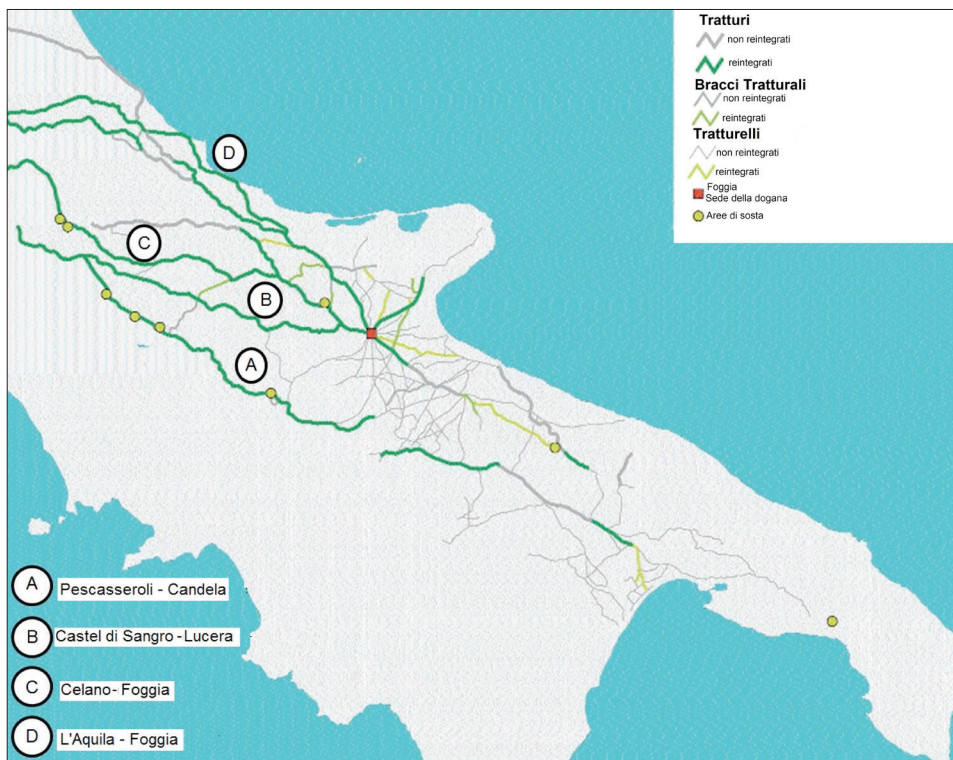 Tratturi
non reintegrati
reintegrati
Bracci Tratturali
non reintegrati
reintegrati
Tratturelli
non reintegrati
reintegrati
Foggia
Sede della dogana
Aree di sosta
D
C
B
A
A Pescasseroli - Candela
B Castel di Sangro -Lucera
C Celano- Foggia
D L'Aquila - Foggia